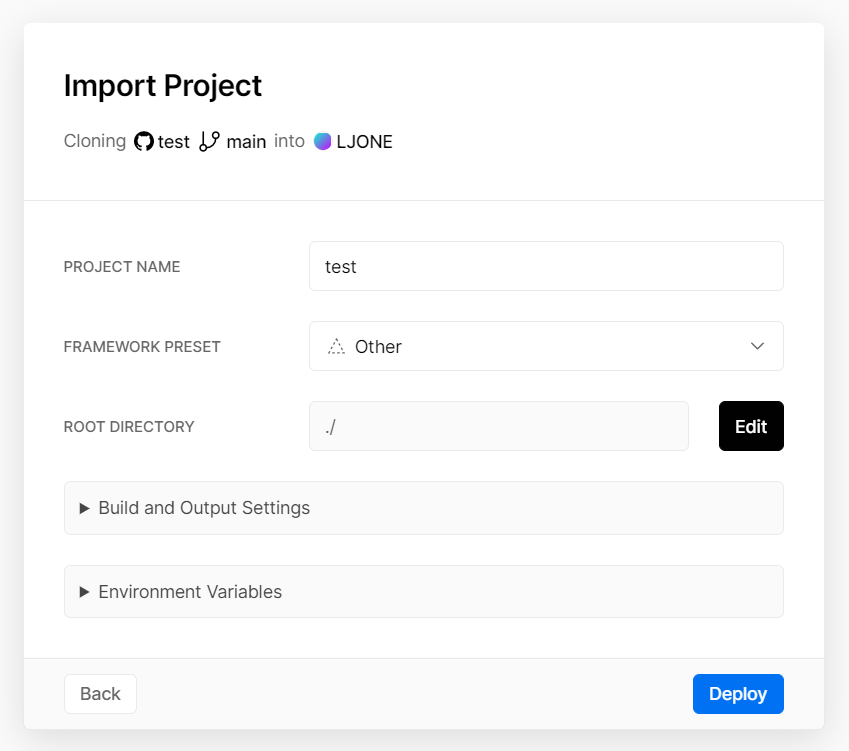 Import Project
Cloning test main into LJONE
PROJECT NAME test
FRAMEWORK PRESET Other
ROOT DIRECTORY ./ Edit
Build and Output Settings
Environment Variables
Back Deploy